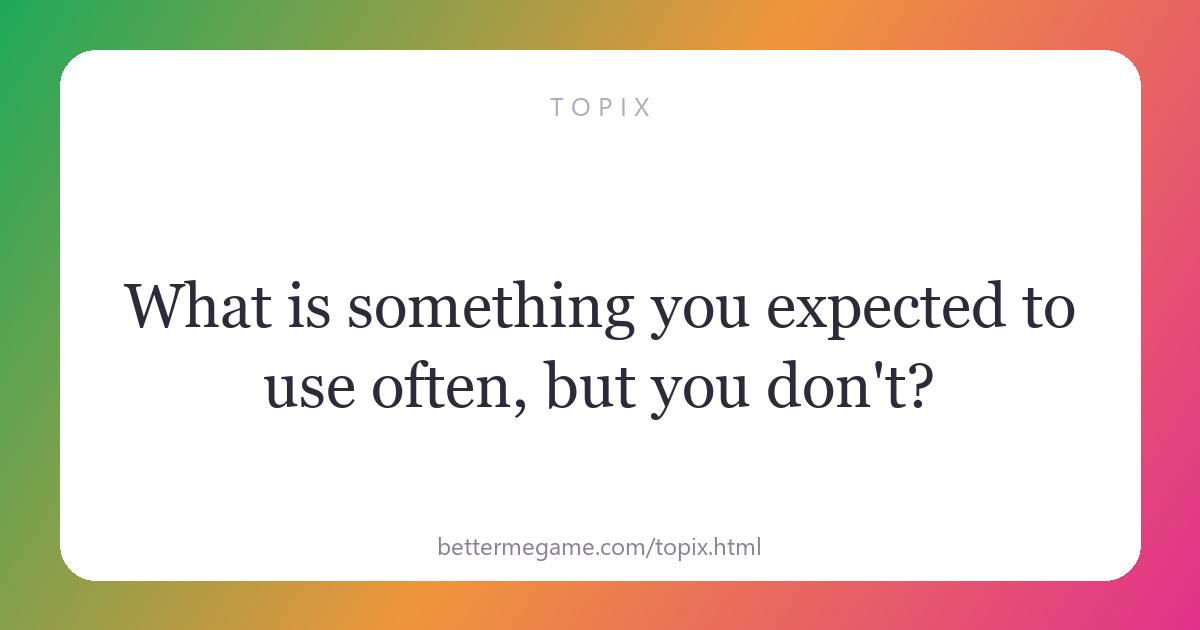 TOPIX
What is something you expected to
use often, but you don't?
bettermegame.com/topix.html